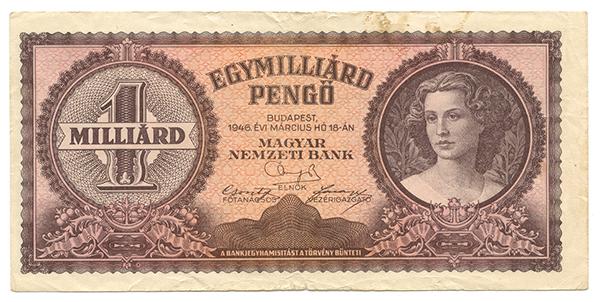 1
MILLIÁRD
EGYMILLIÁRD
PENGŐ
BUDAPEST,
1946. ÉVI MÁRCIUS HÓ 18-ÁN
MAGYAR
NEMZETI BANK
ELNÖK
FŐTANÁCSOS VEZÉRIGAZGATÓ
A BANKJEGYHAMISÍTÁST A TÖRVÉNY BÜNTETI